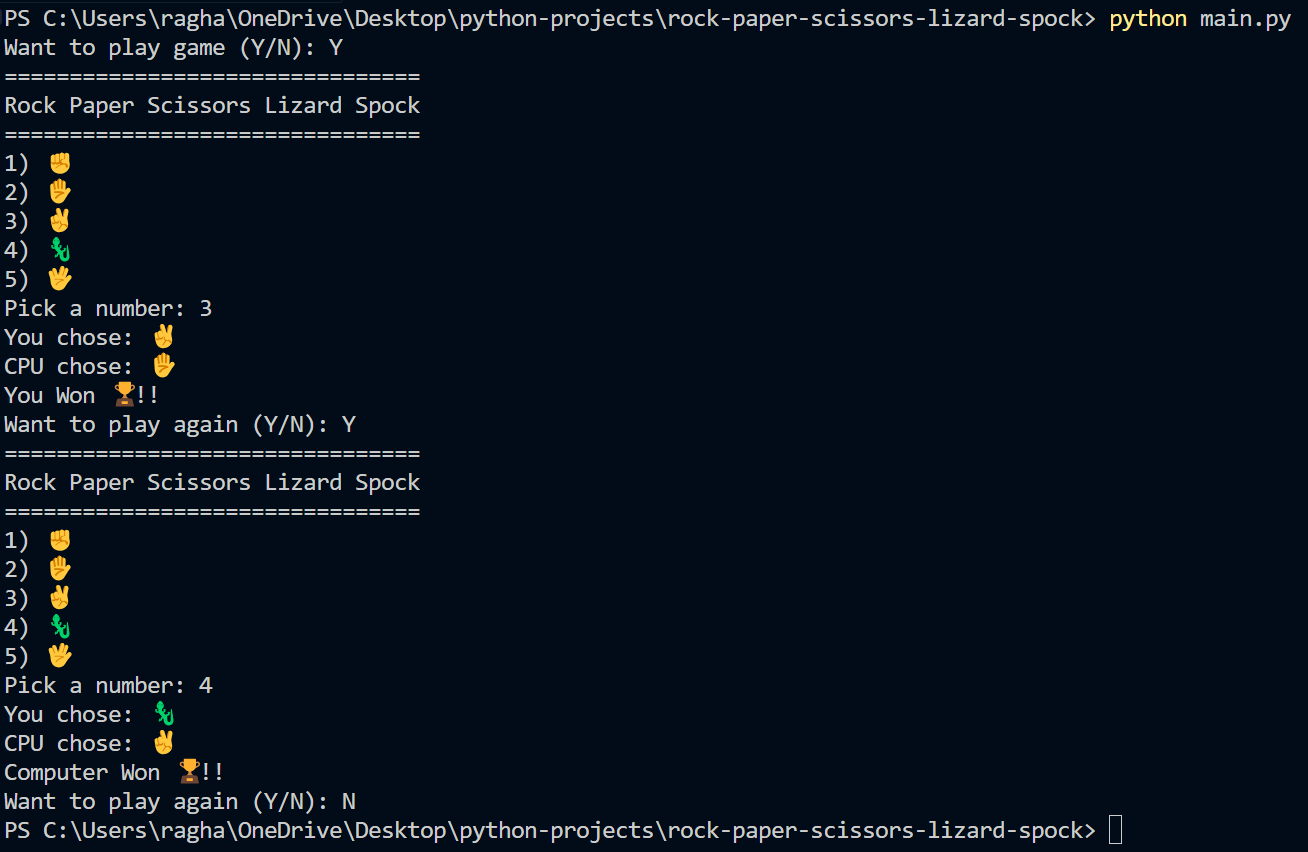 PS C:\Users\ragha\OneDrive\Desktop\python-projects\rock-paper-scissors-lizard-spock> python main.py
Want to play game (Y/N): Y
================================
Rock Paper Scissors Lizard Spock
================================
1) ✊
2) ✋
3) ✌️
4) 🦎
5) 🖖
Pick a number: 3
You chose: ✌️
CPU chose: ✋
You Won 🏆!!
Want to play again (Y/N): Y
================================
Rock Paper Scissors Lizard Spock
================================
1) ✊
2) ✋
3) ✌️
4) 🦎
5) 🖖
Pick a number: 4
You chose: 🦎
CPU chose: ✌️
Computer Won 🏆!!
Want to play again (Y/N): N
PS C:\Users\ragha\OneDrive\Desktop\python-projects\rock-paper-scissors-lizard-spock>